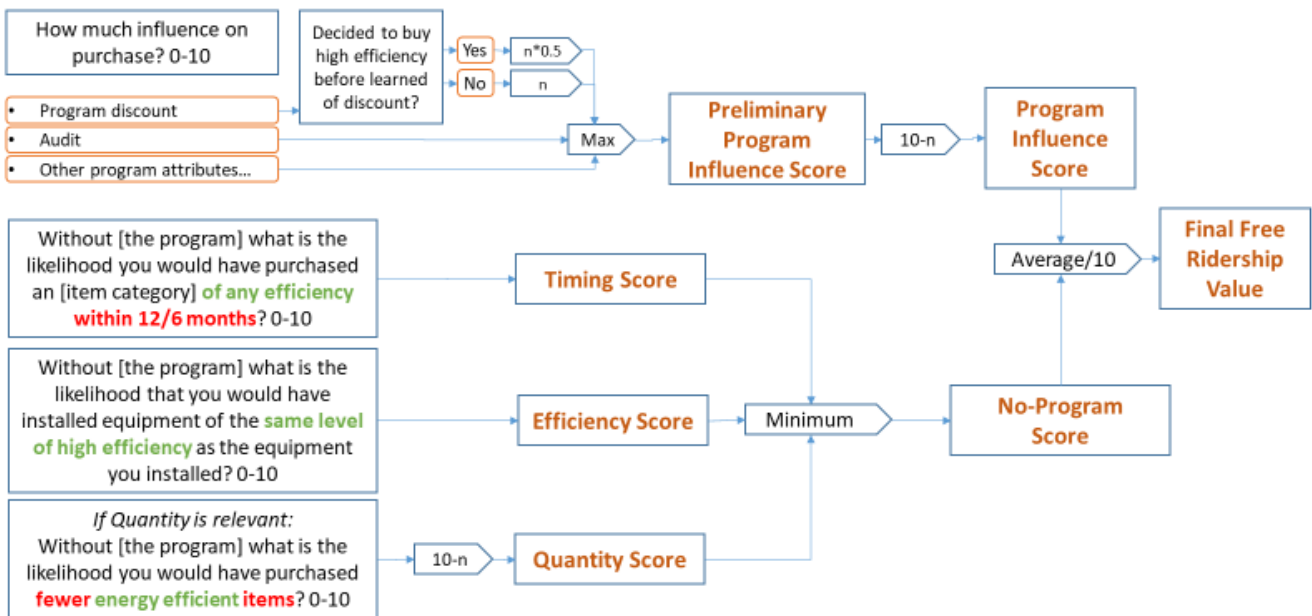 How much influence on
purchase? 0-10
• Program discount
• Audit
• Other program attributes...
Decided to buy
high efficiency
before learned
of discount?
Yes
No
n*0.5
n
Max
Preliminary
Program
Influence Score
10-n
Program
Influence
Score
Without [the program] what is the
likelihood you would have purchased
an [item category] of any efficiency
within 12/6 months? 0-10
Timing Score
Average/10
Final Free
Ridership
Value
Without [the program] what is the
likelihood that you would have
installed equipment of the same level
of high efficiency as the equipment
you installed? 0-10
Efficiency Score
Minimum
No-Program
Score
If Quantity is relevant:
Without [the program] what is the
likelihood you would have purchased
fewer energy efficient items? 0-10
10-n
Quantity Score